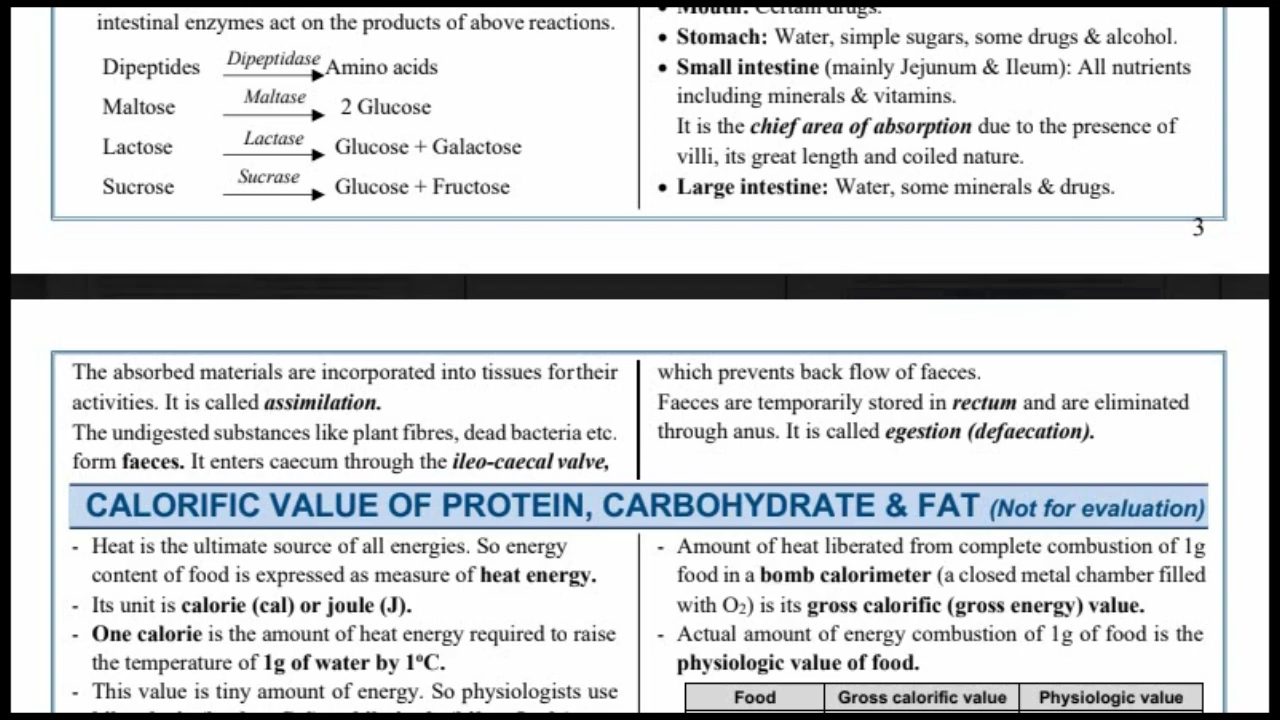 intestinal enzymes act on the products of above reactions.
Dipeptides Dipeptidase Amino acids
Maltose Maltase 2 Glucose
Lactose Lactase Glucose + Galactose
Sucrose Sucrase Glucose + Fructose
• Mouth: Certain drugs.
• Stomach: Water, simple sugars, some drugs & alcohol.
• Small intestine (mainly Jejunum & Ileum): All nutrients
including minerals & vitamins.
It is the chief area of absorption due to the presence of
villi, its great length and coiled nature.
• Large intestine: Water, some minerals & drugs.
3
The absorbed materials are incorporated into tissues fortheir
activities. It is called assimilation.
The undigested substances like plant fibres, dead bacteria etc.
form faeces. It enters caecum through the ileo-caecal valve,
which prevents back flow of faeces.
Faeces are temporarily stored in rectum and are eliminated
through anus. It is called egestion (defaecation).
CALORIFIC VALUE OF PROTEIN, CARBOHYDRATE & FAT (Not for evaluation)
- Heat is the ultimate source of all energies. So energy
content of food is expressed as measure of heat energy.
- Its unit is calorie (cal) or joule (J).
- One calorie is the amount of heat energy required to raise
the temperature of 1g of water by 1°C.
- This value is tiny amount of energy. So physiologists use
- Amount of heat liberated from complete combustion of 1g
food in a bomb calorimeter (a closed metal chamber filled
with O₂) is its gross calorific (gross energy) value.
- Actual amount of energy combustion of 1g of food is the
physiologic value of food.
Food Gross calorific value Physiologic value